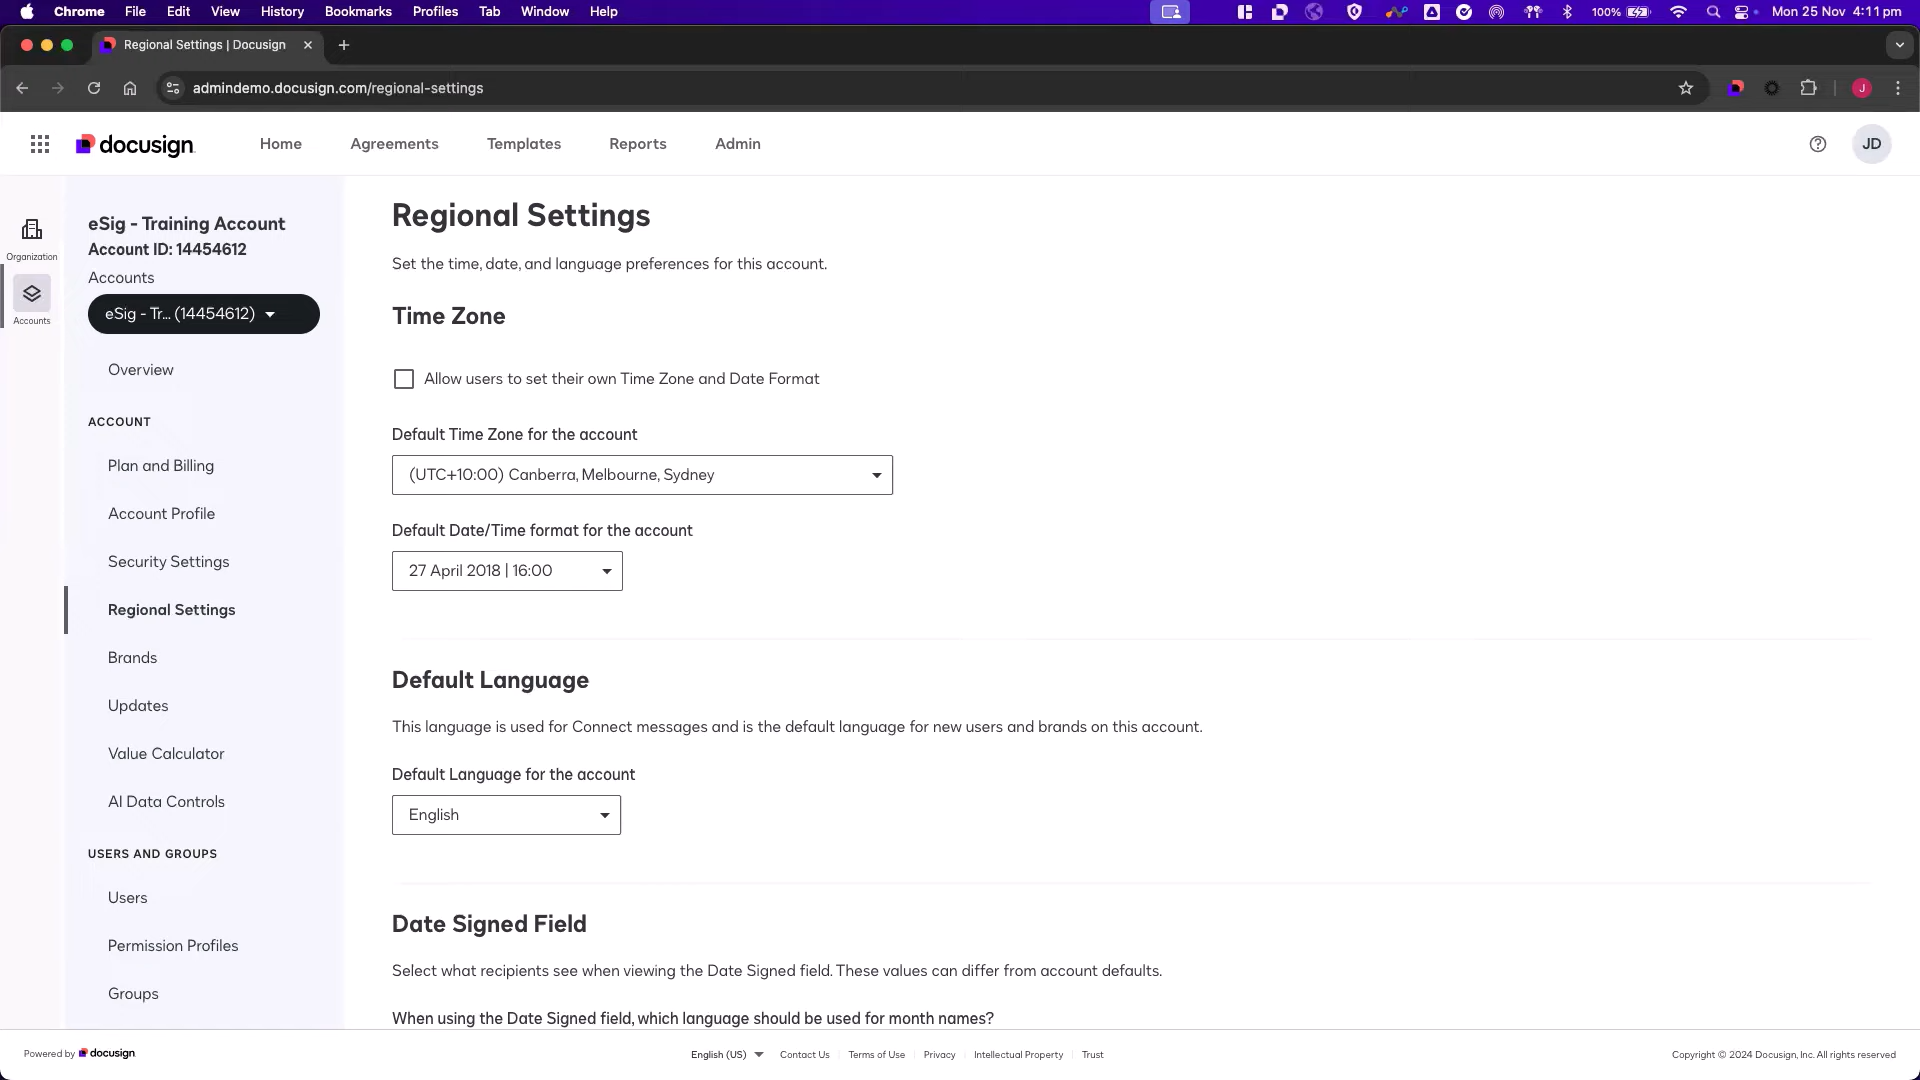 Chrome File Edit View History Bookmarks Profiles Tab Window Help 100% Mon 25 Nov 4:11 pm
Regional Settings | Docusign
admindemo.docusign.com/regional-settings
J
docusign Home Agreements Templates Reports Admin JD
Organization
Accounts
eSig - Training Account
Account ID: 14454612
Accounts
eSig - Tr... (14454612)
Overview
ACCOUNT
Plan and Billing
Account Profile
Security Settings
Regional Settings
Brands
Updates
Value Calculator
AI Data Controls
USERS AND GROUPS
Users
Permission Profiles
Groups
Regional Settings
Set the time, date, and language preferences for this account.
Time Zone
Allow users to set their own Time Zone and Date Format
Default Time Zone for the account
(UTC+10:00) Canberra, Melbourne, Sydney
Default Date/Time format for the account
27 April 2018 | 16:00
Default Language
This language is used for Connect messages and is the default language for new users and brands on this account.
Default Language for the account
English
Date Signed Field
Select what recipients see when viewing the Date Signed field. These values can differ from account defaults.
When using the Date Signed field, which language should be used for month names?
Powered by docusign English (US) Contact Us Terms of Use Privacy Intellectual Property Trust Copyright © 2024 Docusign, Inc. All rights reserved